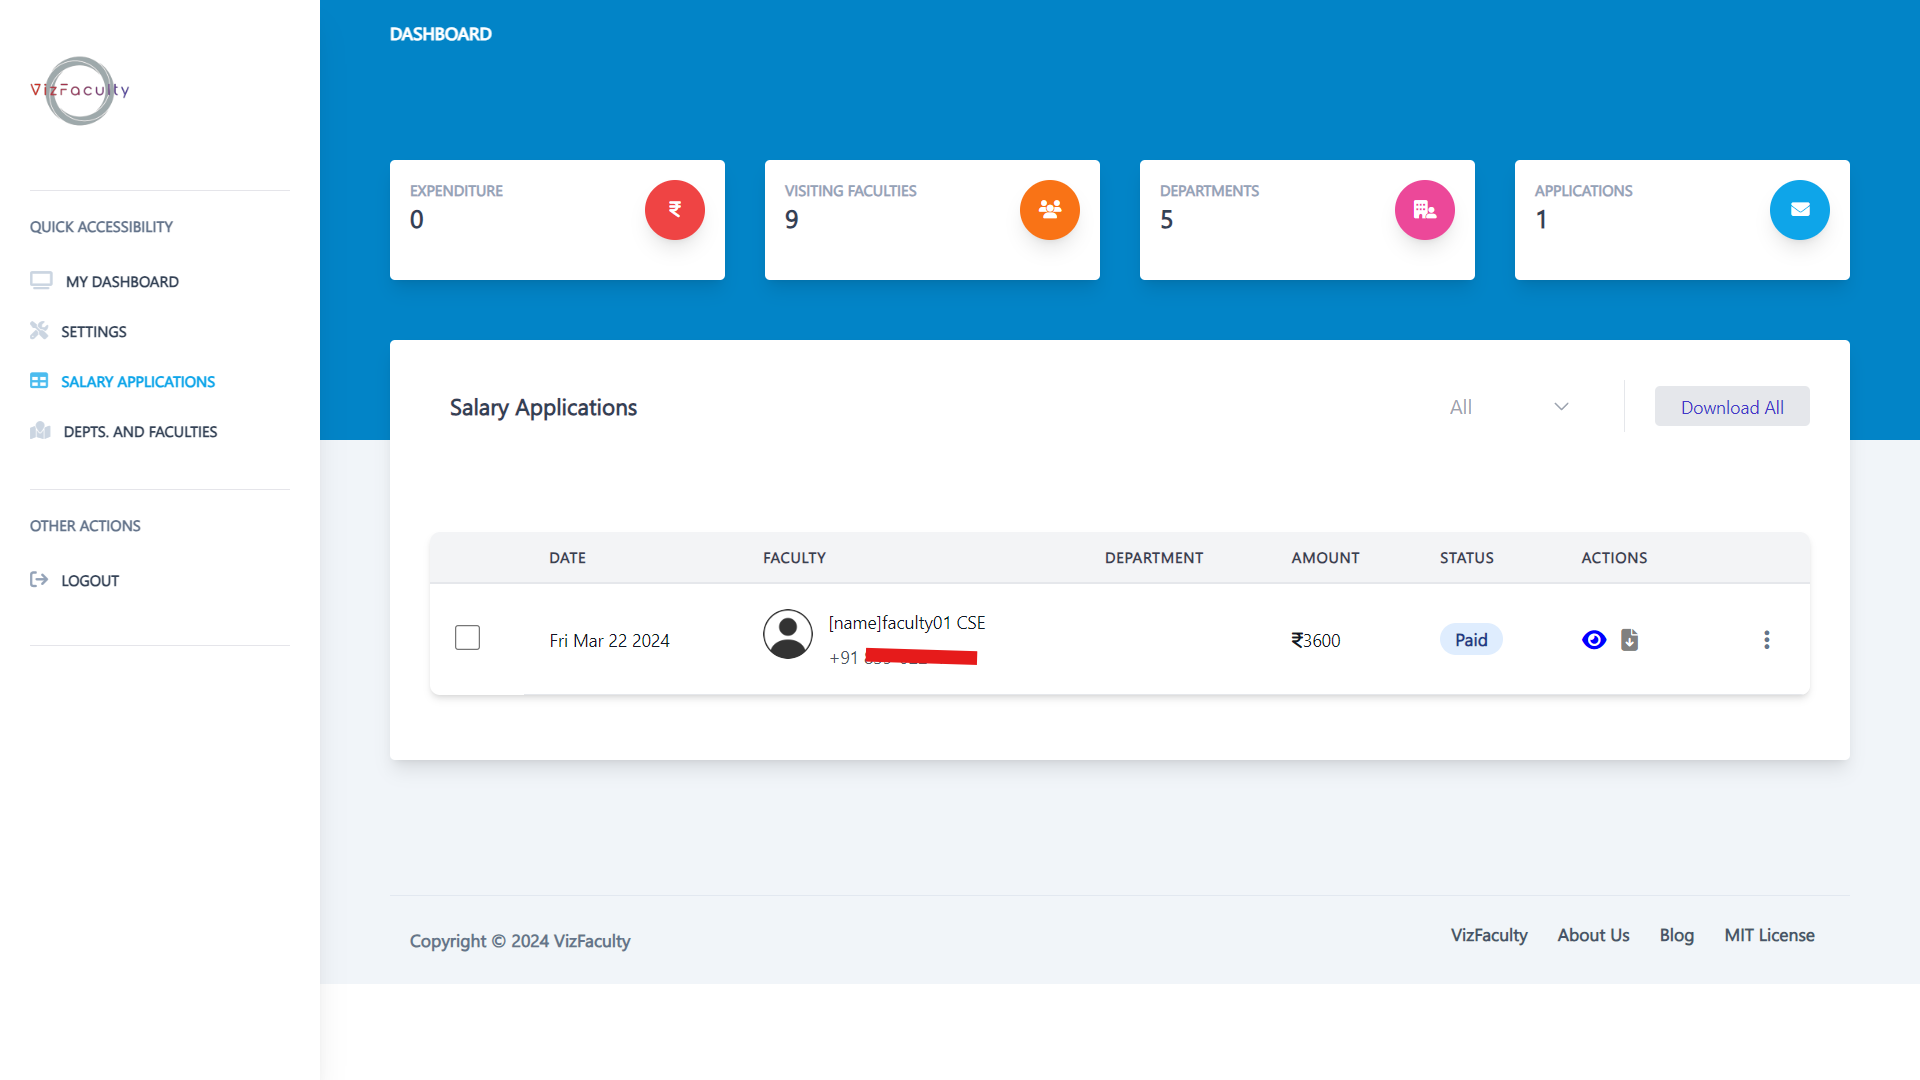 VizFaculty
QUICK ACCESSIBILITY
MY DASHBOARD
SETTINGS
SALARY APPLICATIONS
DEPTS. AND FACULTIES
OTHER ACTIONS
LOGOUT
DASHBOARD
EXPENDITURE
0
VISITING FACULTIES
9
DEPARTMENTS
5
APPLICATIONS
1
Salary Applications
All
Download All
DATE FACULTY DEPARTMENT AMOUNT STATUS ACTIONS
Fri Mar 22 2024 [name]faculty01 CSE ₹3600 Paid
+91
Copyright © 2024 VizFaculty
VizFaculty About Us Blog MIT License